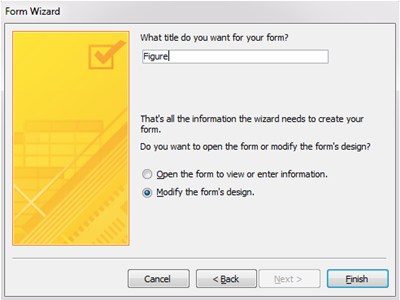 Form Wizard
What title do you want for your form?
Figure
That's all the information the wizard needs to create your
form.
Do you want to open the form or modify the form's design?
Open the form to view or enter information.
Modify the form's design.
Cancel
< Back
Next >
Finish